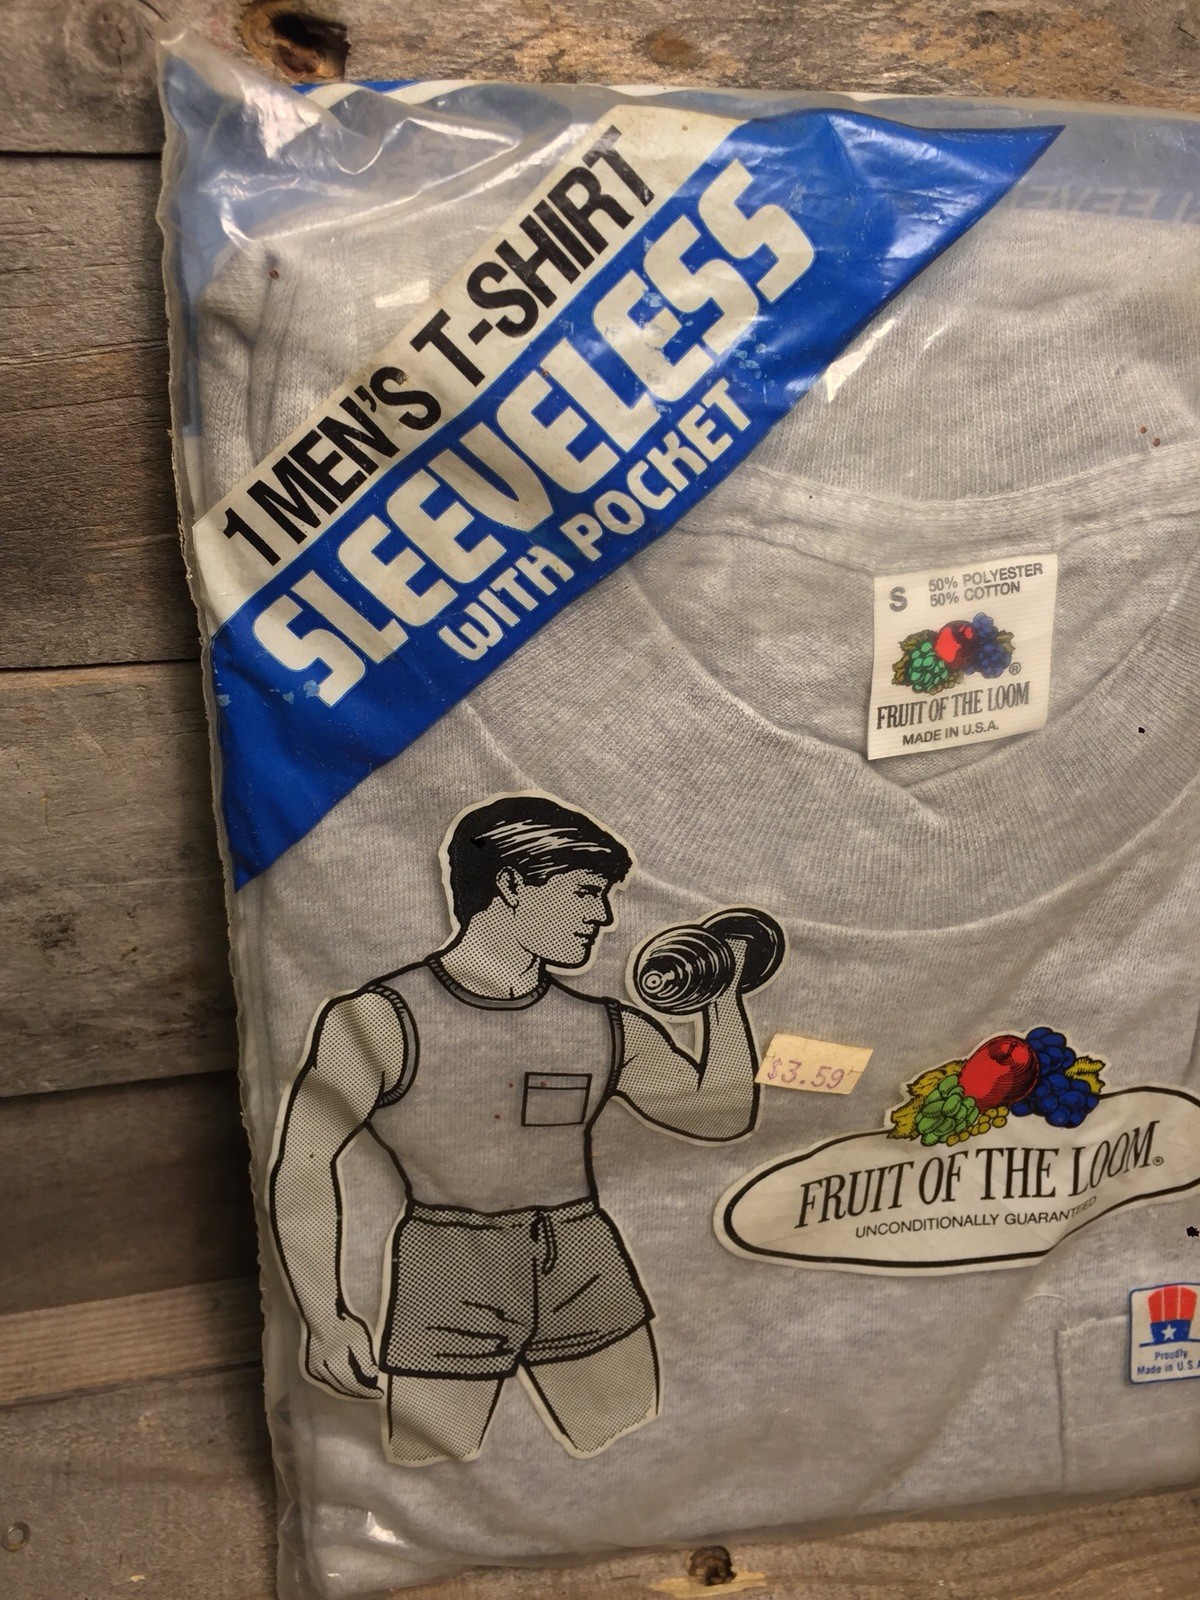 1 MEN'S T-SHIRT
SLEEVELESS
WITH POCKET
S
50% POLYESTER
50% COTTON
®
FRUIT OF THE LOOM
MADE IN U.S.A.
$3.59
FRUIT OF THE LOOM®
UNCONDITIONALLY GUARANTEED
Proudly
Made in U.S.A